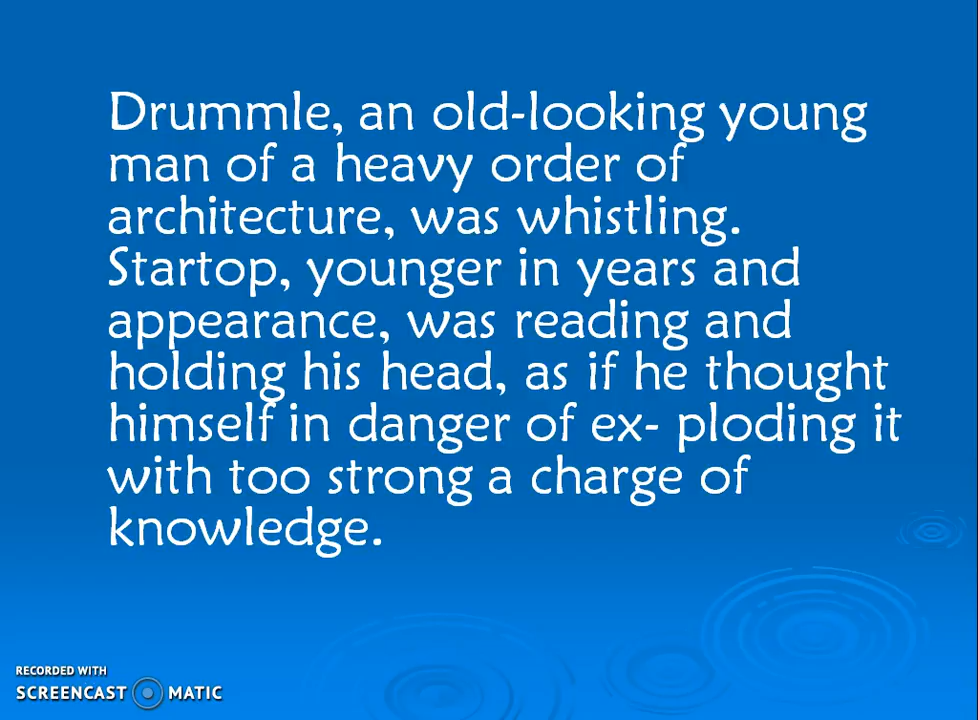 Drummle, an old-looking young
man of a heavy order of
architecture, was whistling.
Startop, younger in years and
appearance, was reading and
holding his head, as if he thought
himself in danger of ex- ploding it
with too strong a charge of
knowledge.
RECORDED WITH
SCREENCAST MATIC